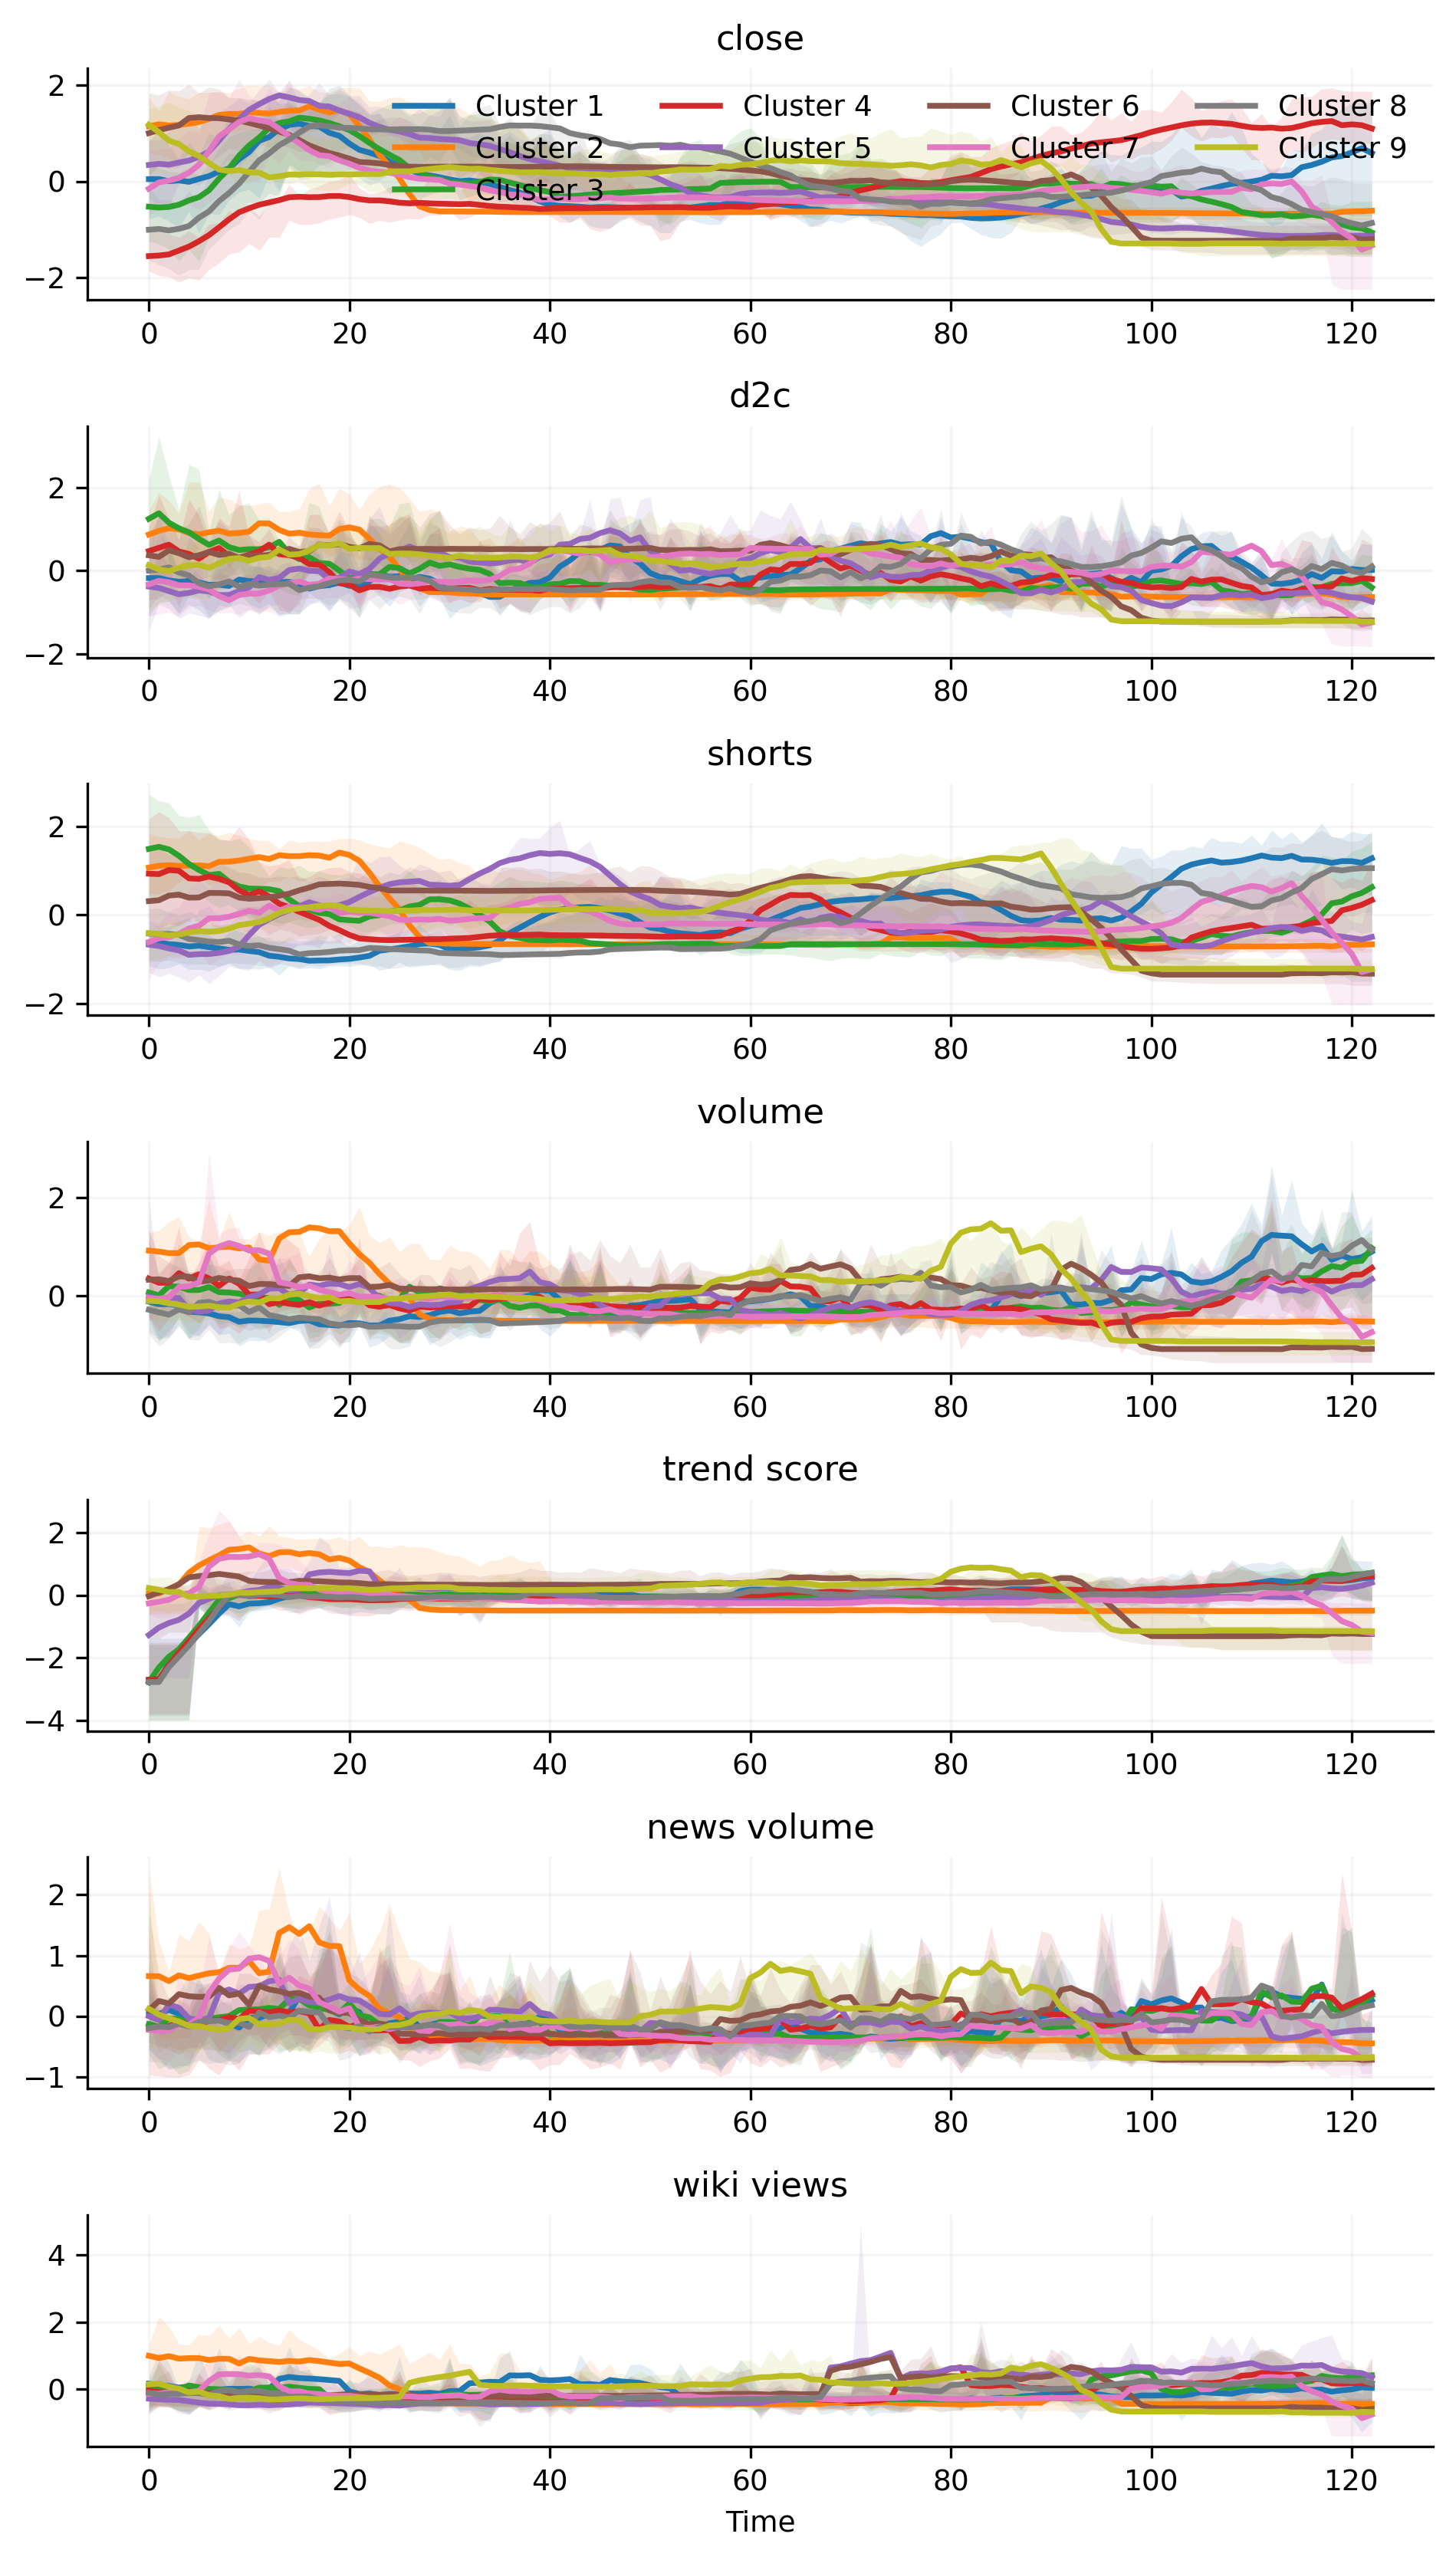 close
2
0
−2
Cluster 1 Cluster 4 Cluster 6 Cluster 8
Cluster 2 Cluster 5 Cluster 7 Cluster 9
Cluster 3
0 20 40 60 80 100 120
d2c
2
0
−2
0 20 40 60 80 100 120
shorts
2
0
−2
0 20 40 60 80 100 120
volume
2
0
0 20 40 60 80 100 120
trend score
2
0
−2
−4
0 20 40 60 80 100 120
news volume
2
1
0
−1
0 20 40 60 80 100 120
wiki views
4
2
0
0 20 40 60 80 100 120
Time